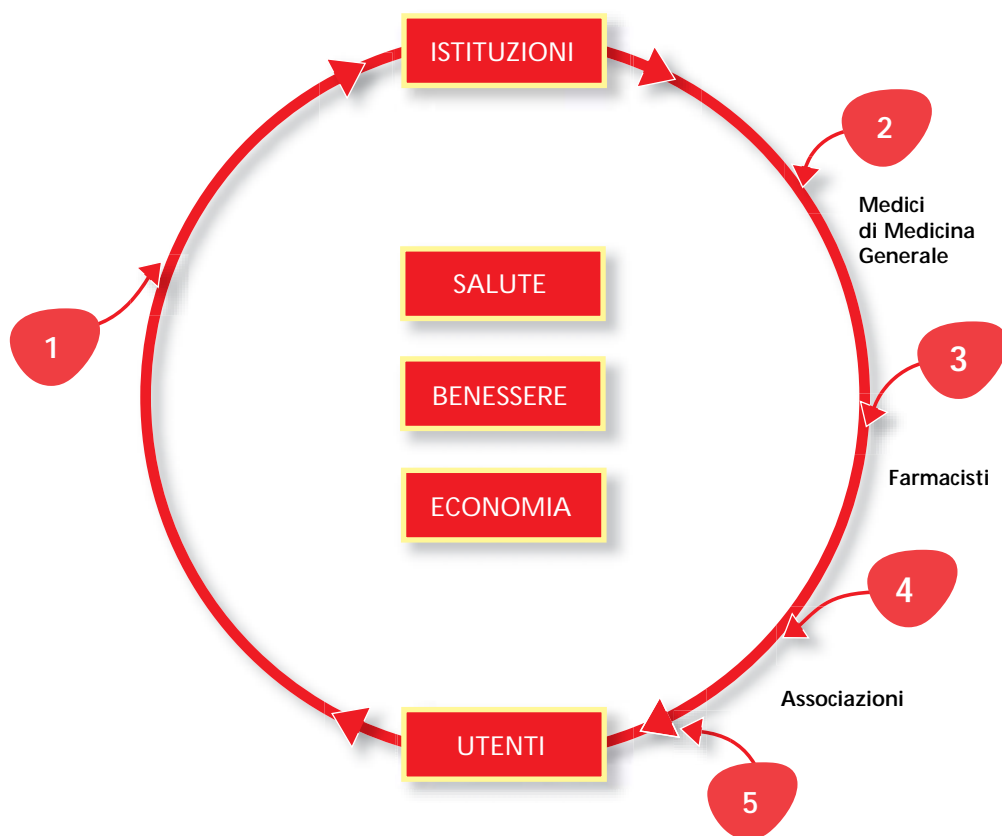 ISTITUZIONI
2
Medici
di Medicina
Generale
SALUTE
1
3
BENESSERE
Farmacisti
ECONOMIA
4
Associazioni
UTENTI
5